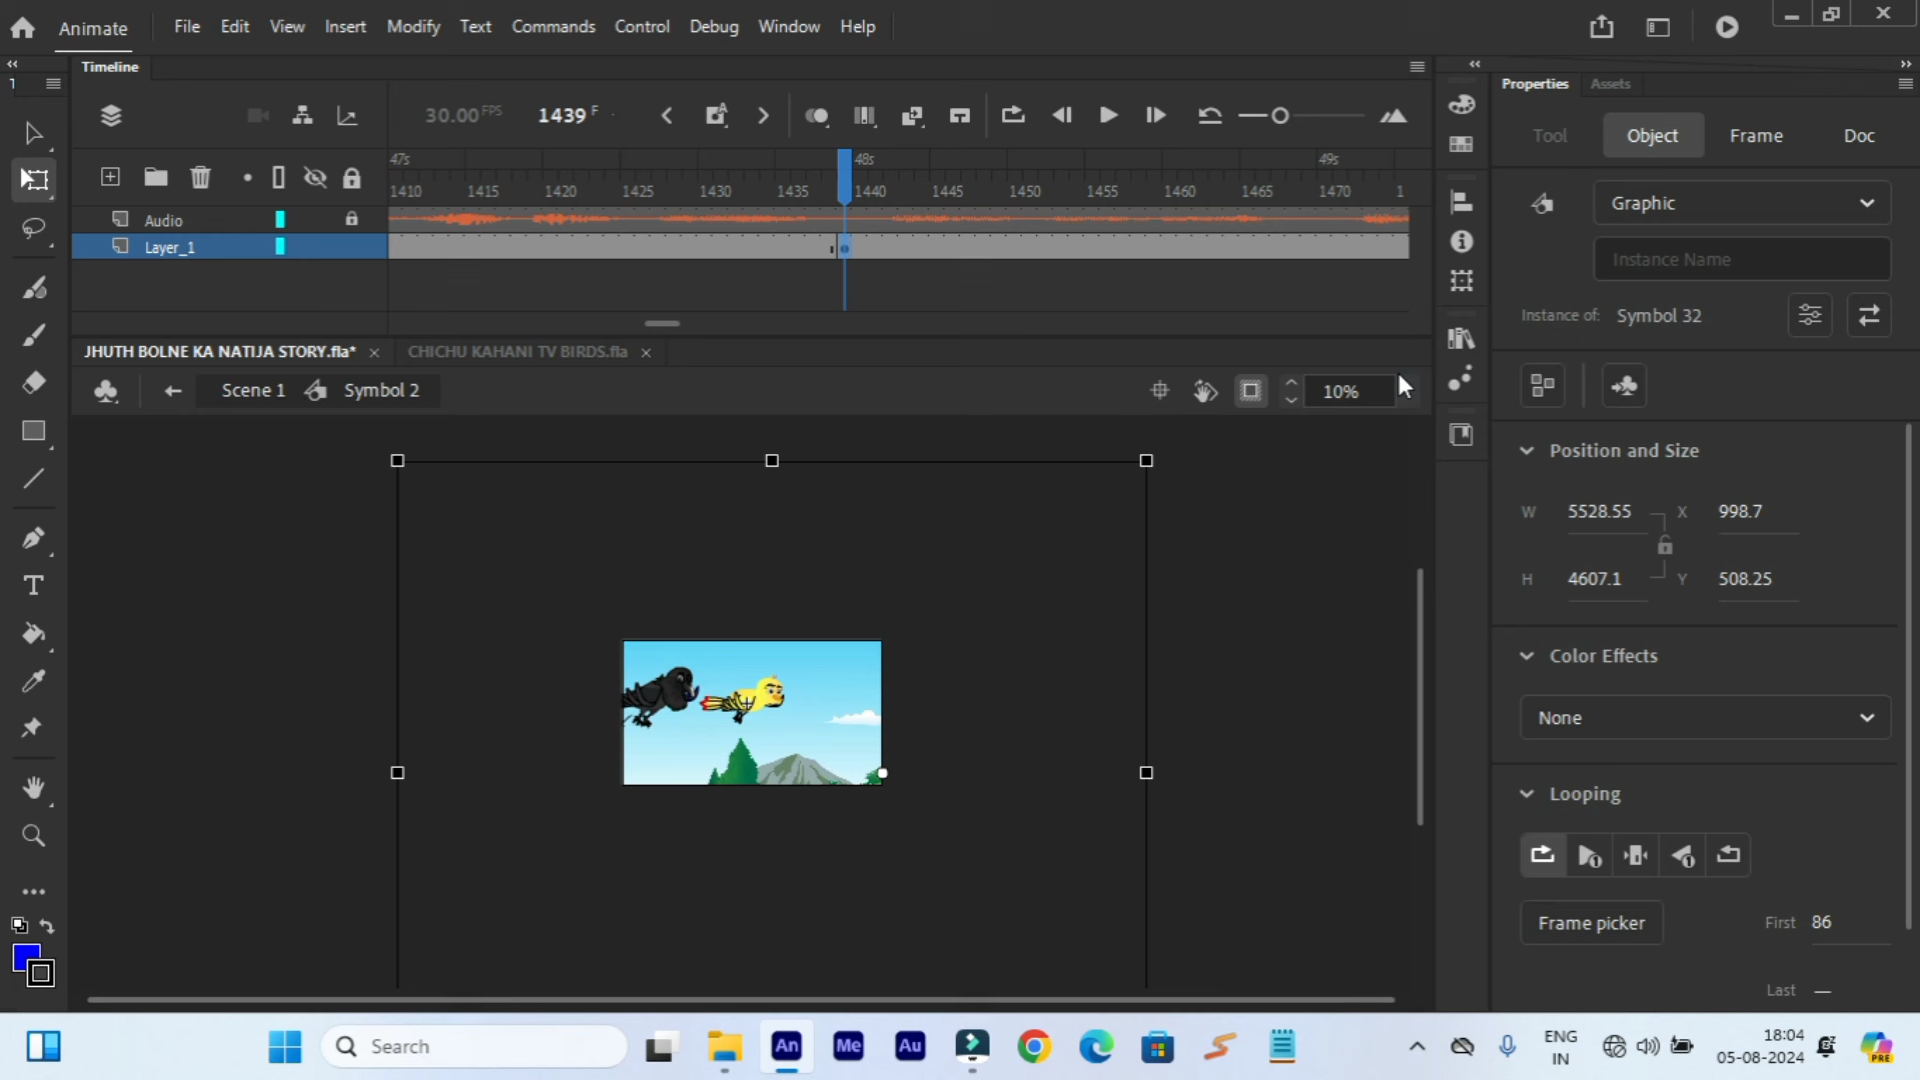 Animate File Edit View Insert Modify Text Commands Control Debug Window Help
Timeline
Properties Assets
30.00 FPS 1439 F
Tool Object Frame Doc
47s 48s 49s
1410 1415 1420 1425 1430 1435 1440 1445 1450 1455 1460 1465 1470 1
Graphic
Audio
Layer_1
Instance Name
Instance of: Symbol 32
JHUTH BOLNE KA NATIJA STORY.fla* CHICHU KAHANI TV BIRDS.fla
Scene 1 Symbol 2 10%
Position and Size
W 5528.55 X 998.7
H 4607.1 Y 508.25
Color Effects
None
Looping
Frame picker First 86
Last —
Search
An Me Au
ENG
IN
18:04
05-08-2024
PRE